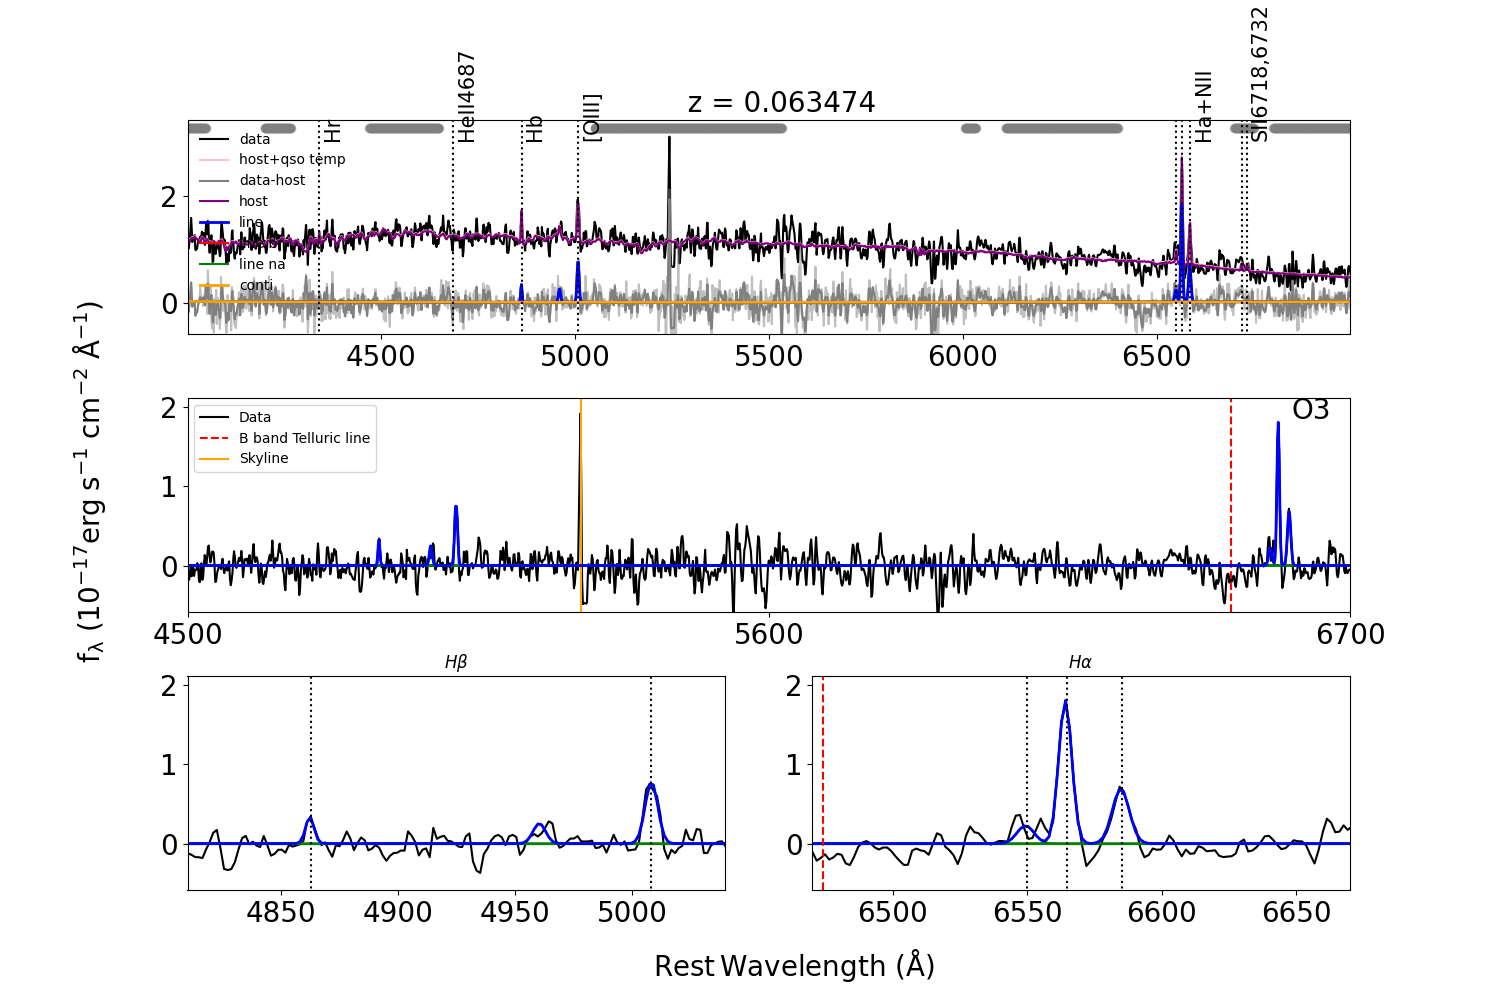 z = 0.063474
Hr
HeII4687
Hb
[OIII]
Ha+NII
SII6718,6732
data
host+qso temp
data-host
host
line
line na
conti
2
0
4500 5000 5500 6000 6500
fλ (10−17erg s−1 cm−2 Å−1)
O3
Data
B band Telluric line
Skyline
2
1
0
4500 5600 6700
Hβ
2
1
0
4850 4900 4950 5000
Hα
2
1
0
6500 6550 6600 6650
Rest Wavelength (Å)